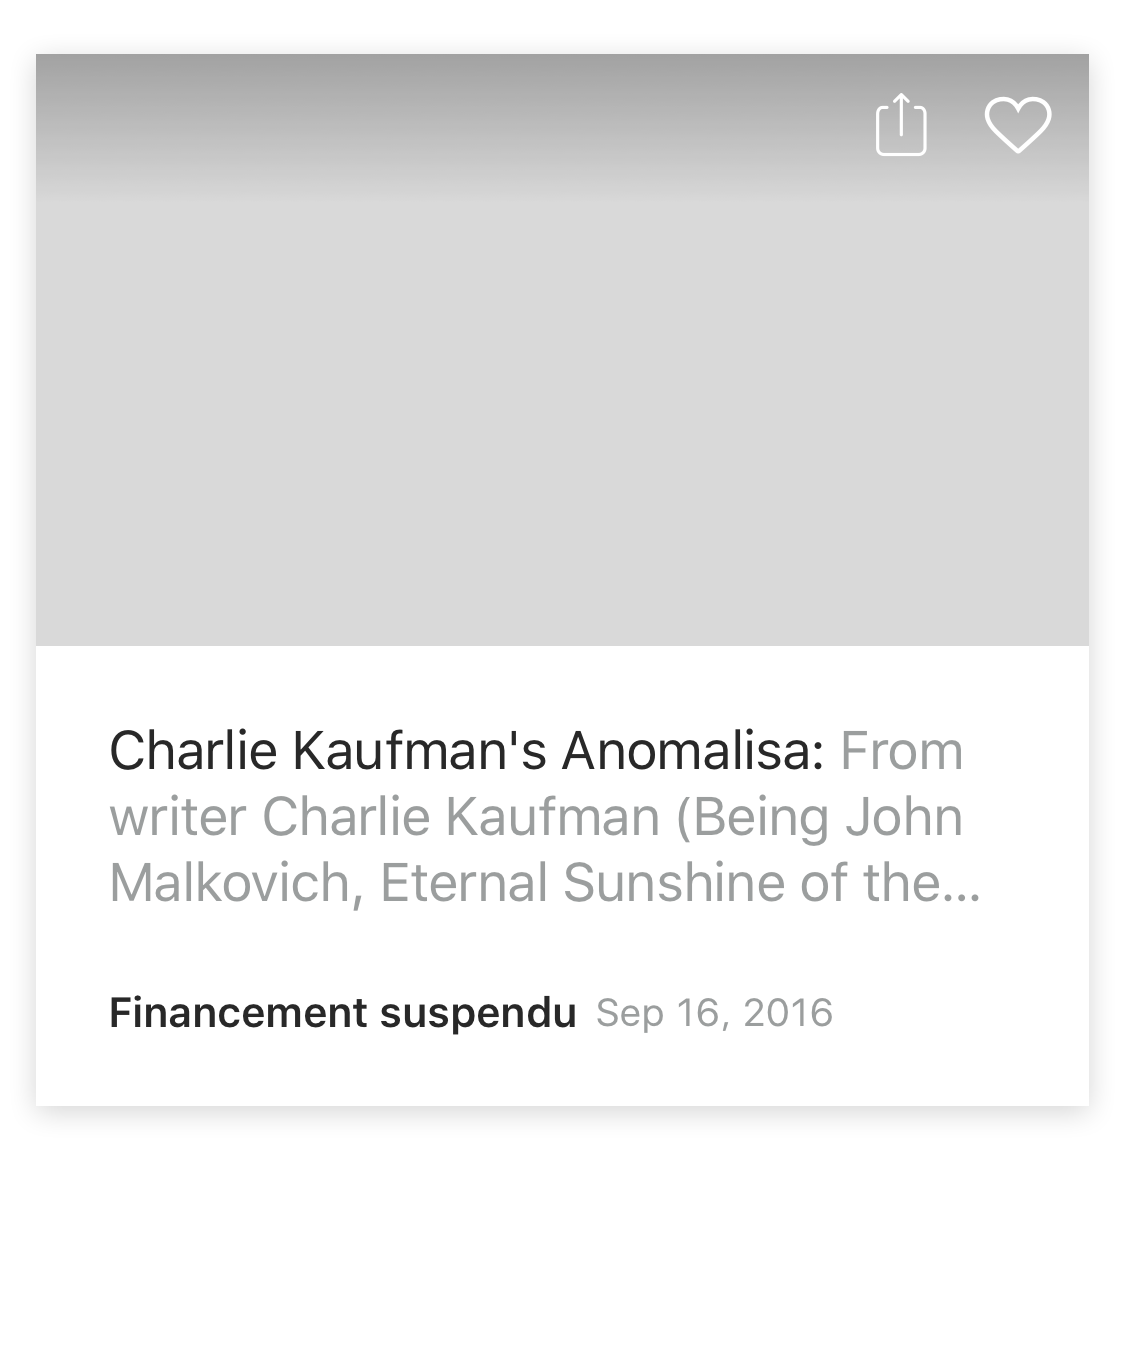 Charlie Kaufman's Anomalisa: From
writer Charlie Kaufman (Being John
Malkovich, Eternal Sunshine of the...
Financement suspendu Sep 16, 2016